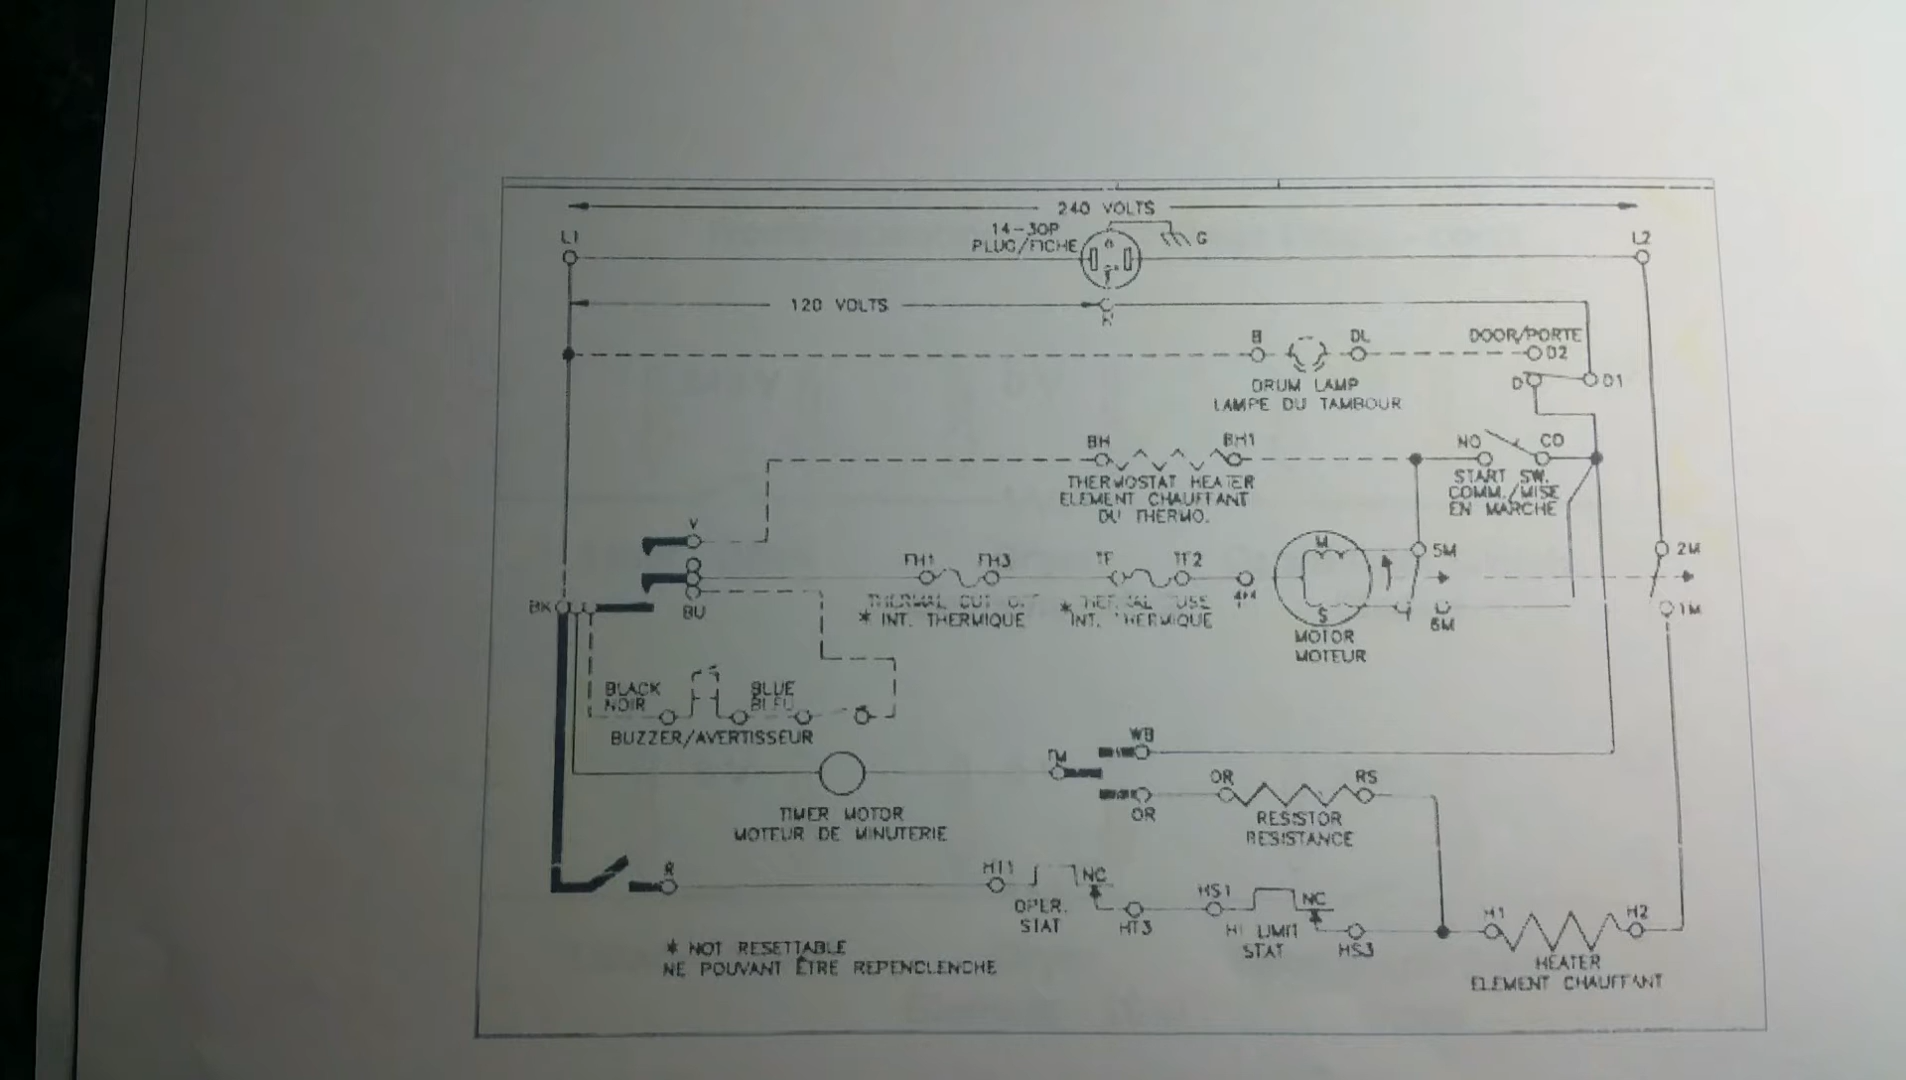 240 VOLTS
L1
14-30P
PLUG/FICHE
G
L2
120 VOLTS
N
B
DL
DOOR/PORTE
D2
D
D1
DRUM LAMP
LAMPE DU TAMBOUR
BH
BH1
NO
CO
THERMOSTAT HEATER
ELEMENT CHAUFFANT
DU THERMO.
START SW.
COMM./MISE
EN MARCHE
V
FH1
FH3
TF
TF2
M
5M
2M
BK
BU
THERMAL CUT-OFF
* INT. THERMIQUE
* THERMAL FUSE
INT. THERMIQUE
4M
S
6M
1M
MOTOR
MOTEUR
BLACK
NOIR
BLUE
BLEU
BUZZER/AVERTISSEUR
WB
TM
TIMER MOTOR
MOTEUR DE MINUTERIE
OR
OR
RS
RESISTOR
RESISTANCE
R
HT1
NC
OPER.
STAT
HT3
HS1
NC
HI LIMIT
STAT
HS3
H1
H2
HEATER
ELEMENT CHAUFFANT
* NOT RESETTABLE
NE POUVANT ÊTRE REPENCLENCHE